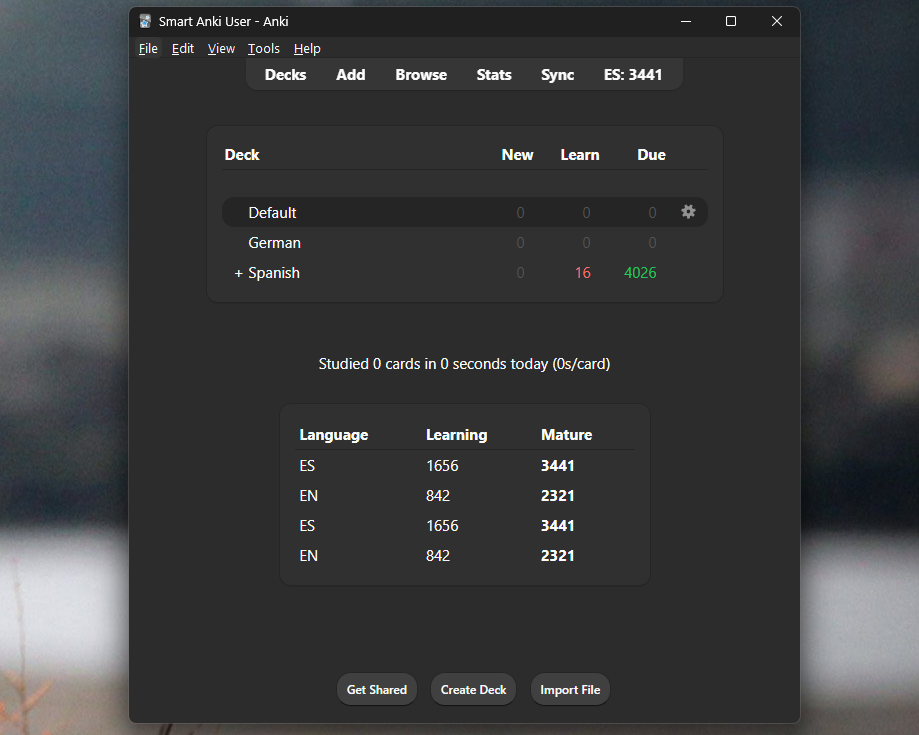 Smart Anki User - Anki
File Edit View Tools Help
Decks Add Browse Stats Sync ES: 3441
Deck New Learn Due
Default 0 0 0
German 0 0 0
+ Spanish 0 16 4026
Studied 0 cards in 0 seconds today (0s/card)
Language Learning Mature
ES 1656 3441
EN 842 2321
ES 1656 3441
EN 842 2321
Get Shared Create Deck Import File